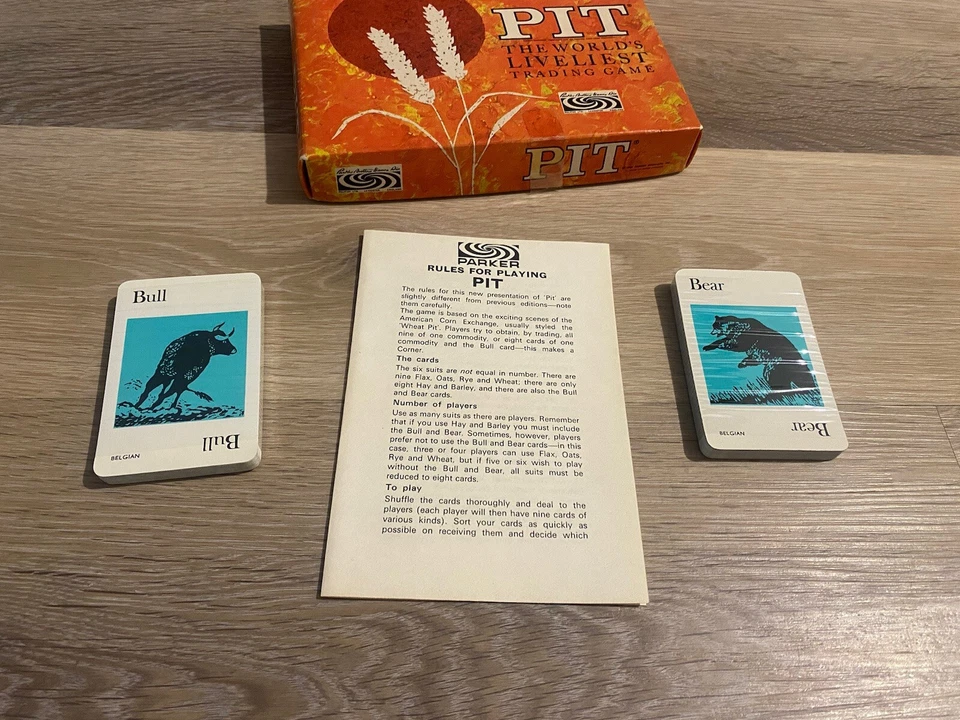 PIT
THE WORLD'S
LIVELIEST
TRADING GAME
PIT
Bull
Bull
BELGIAN
PARKER
RULES FOR PLAYING
PIT
The rules for this new presentation of 'Pit' are
slightly different from previous editions—note
them carefully.
The game is based on the exciting scenes of the
American Corn Exchange, usually styled the
'Wheat Pit'. Players try to obtain, by trading, all
nine of one commodity, or eight cards of one
commodity and the Bull card—this makes a
Corner.
The cards
The six suits are not equal in number. There are
nine Flax, Oats, Rye and Wheat; there are only
eight Hay and Barley, and there are also the Bull
and Bear cards.
Number of players
Use as many suits as there are players. Remember
that if you use Hay and Barley you must include
the Bull and Bear. Sometimes, however, players
prefer not to use the Bull and Bear cards—in this
case, three or four players can use Flax, Oats,
Rye and Wheat, but if five or six wish to play
without the Bull and Bear, all suits must be
reduced to eight cards.
To play
Shuffle the cards thoroughly and deal to the
players (each player will then have nine cards of
various kinds). Sort your cards as quickly as
possible on receiving them and decide which
Bear
Bear
BELGIAN